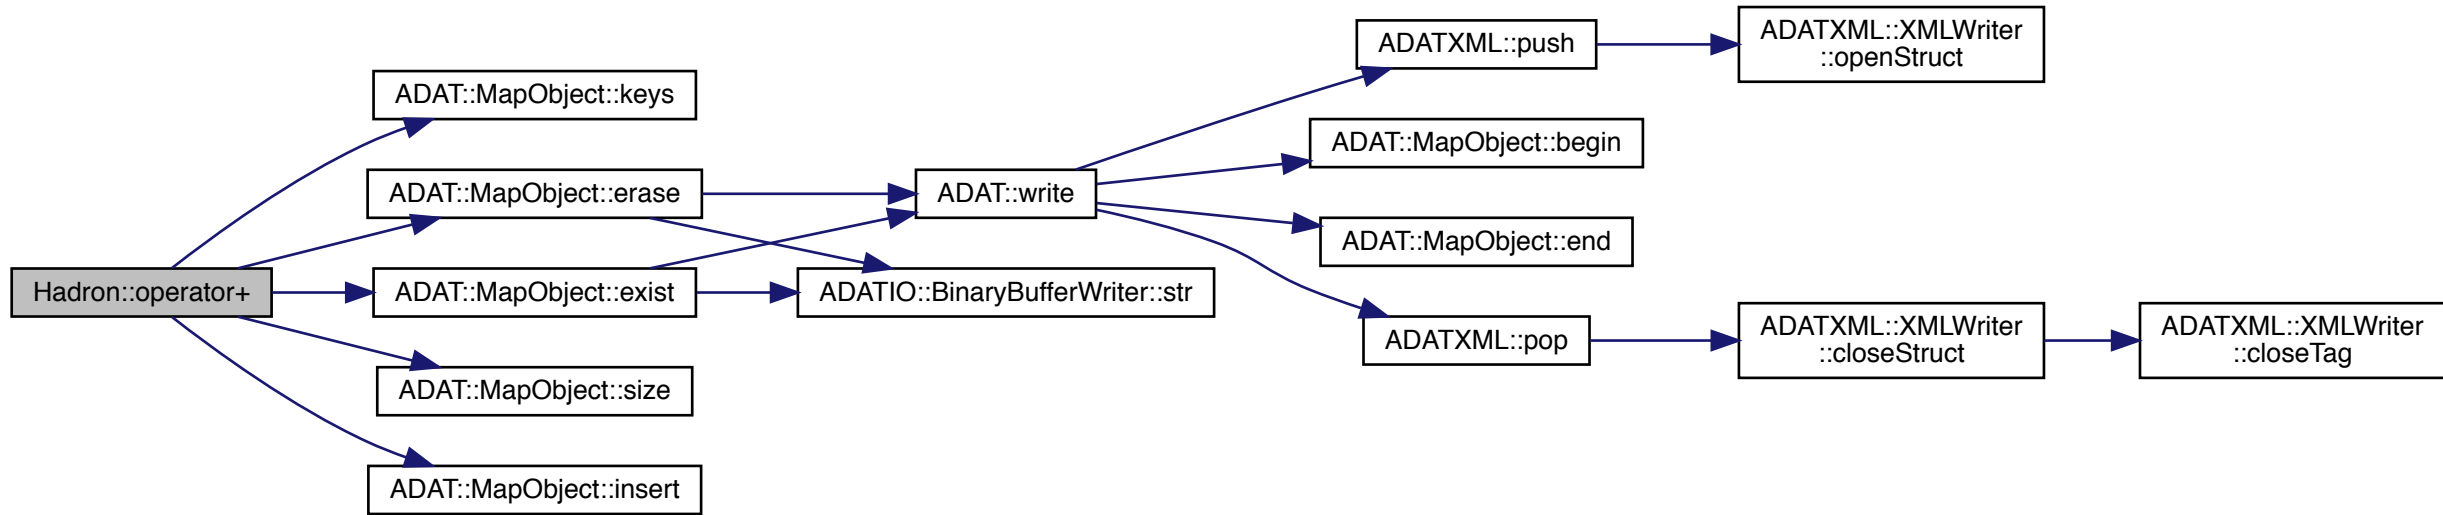 Hadron::operator+
ADAT::MapObject::keys
ADAT::MapObject::erase
ADAT::MapObject::exist
ADAT::MapObject::size
ADAT::MapObject::insert
ADAT::write
ADATIO::BinaryBufferWriter::str
ADATXML::push
ADAT::MapObject::begin
ADAT::MapObject::end
ADATXML::pop
ADATXML::XMLWriter
::openStruct
ADATXML::XMLWriter
::closeStruct
ADATXML::XMLWriter
::closeTag